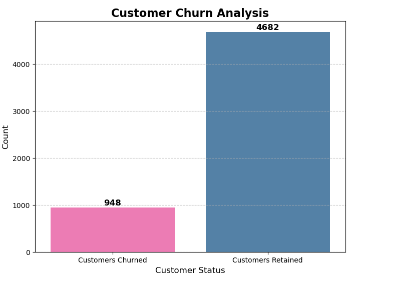 Customer Churn Analysis
4682
4000
3000
2000
1000
0
948
Count
Customers Churned
Customers Retained
Customer Status